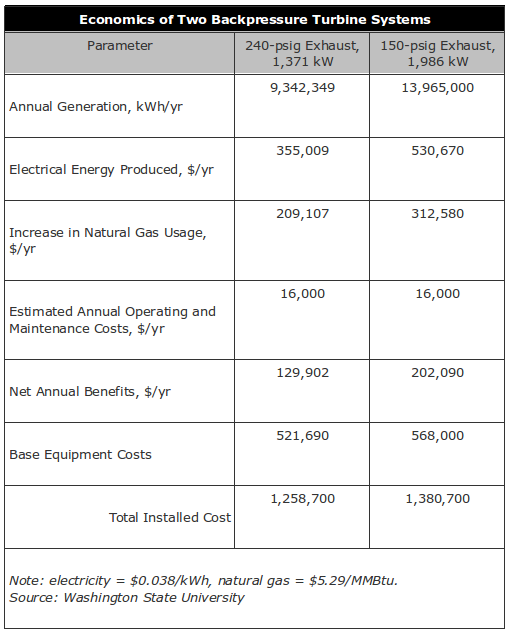 Economics of Two Backpressure Turbine Systems
Parameter
240-psig Exhaust,
1,371 kW
150-psig Exhaust,
1,986 kW
Annual Generation, kWh/yr
9,342,349
13,965,000
Electrical Energy Produced, $/yr
355,009
530,670
Increase in Natural Gas Usage,
$/yr
209,107
312,580
Estimated Annual Operating and
Maintenance Costs, $/yr
16,000
16,000
Net Annual Benefits, $/yr
129,902
202,090
Base Equipment Costs
521,690
568,000
Total Installed Cost
1,258,700
1,380,700
Note: electricity = $0.038/kWh, natural gas = $5.29/MMBtu.
Source: Washington State University